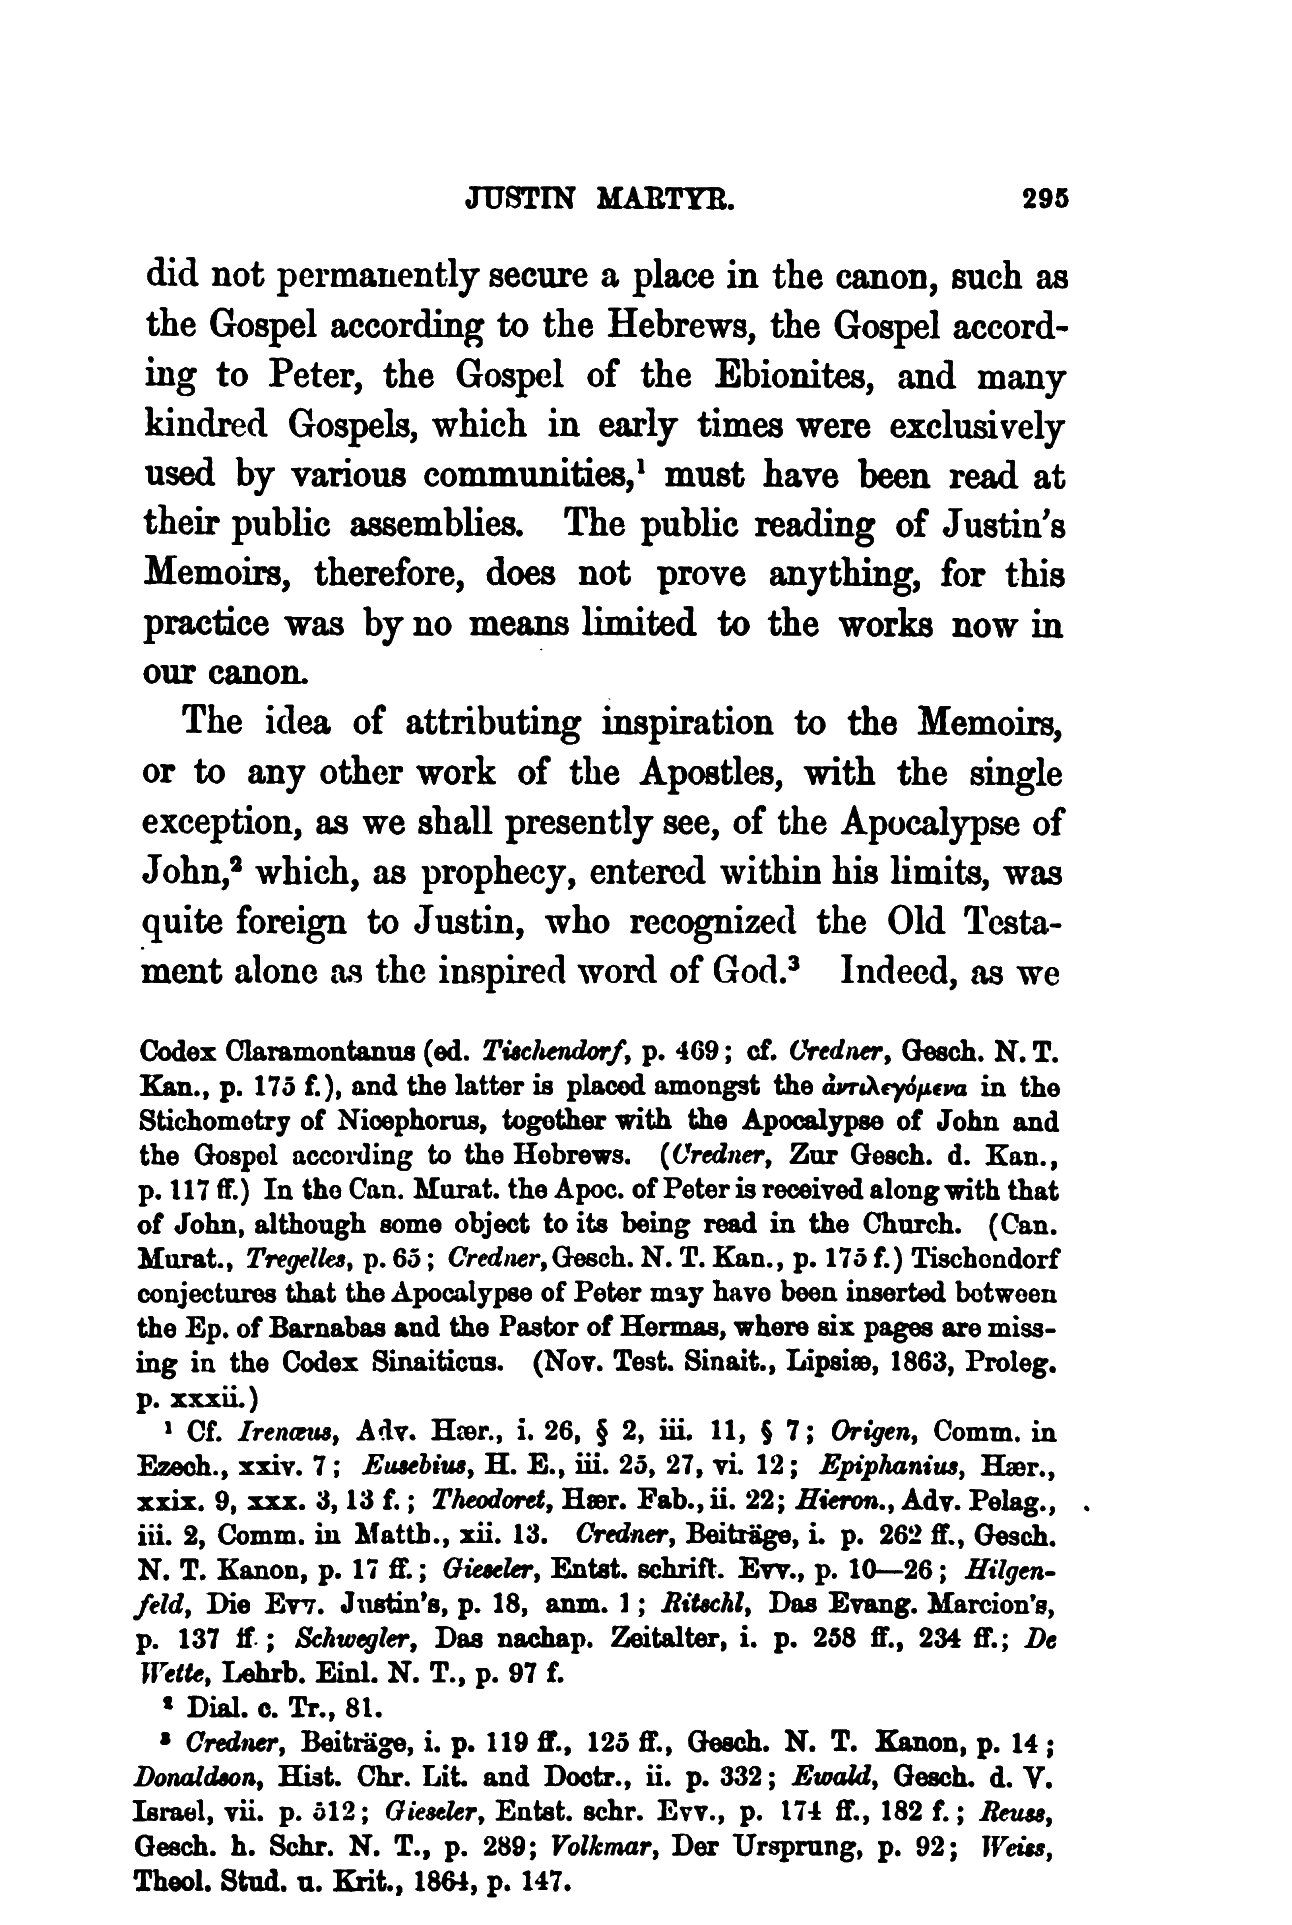 JUSTIN MARTYR. 295
did not permanently secure a place in the canon, such as
the Gospel according to the Hebrews, the Gospel accord-
ing to Peter, the Gospel of the Ebionites, and many
kindred Gospels, which in early times were exclusively
used by various communities,¹ must have been read at
their public assemblies. The public reading of Justin's
Memoirs, therefore, does not prove anything, for this
practice was by no means limited to the works now in
our canon.
The idea of attributing inspiration to the Memoirs,
or to any other work of the Apostles, with the single
exception, as we shall presently see, of the Apocalypse of
John,² which, as prophecy, entered within his limits, was
quite foreign to Justin, who recognized the Old Testa-
ment alone as the inspired word of God.³ Indeed, as we
Codex Claramontanus (ed. Tischendorf, p. 469; cf. Credner, Gesch. N. T.
Kan., p. 175 f.), and the latter is placed amongst the ἀντιλεγόμενα in the
Stichometry of Nicephorus, together with the Apocalypse of John and
the Gospel according to the Hebrews. (Credner, Zur Gesch. d. Kan.,
p. 117 ff.) In the Can. Murat. the Apoc. of Peter is received along with that
of John, although some object to its being read in the Church. (Can.
Murat., Tregelles, p. 65; Credner, Gesch. N. T. Kan., p. 175 f.) Tischendorf
conjectures that the Apocalypse of Peter may have been inserted between
the Ep. of Barnabas and the Pastor of Hermas, where six pages are miss-
ing in the Codex Sinaiticus. (Nov. Test. Sinait., Lipsiæ, 1863, Proleg.
p. xxxii.)
¹ Cf. Irenæus, Adv. Hær., i. 26, § 2, iii. 11, § 7; Origen, Comm. in
Ezech., xxiv. 7; Eusebius, H. E., iii. 25, 27, vi. 12; Epiphanius, Hær.,
xxix. 9, xxx. 3, 13 f.; Theodoret, Hær. Fab., ii. 22; Hieron., Adv. Pelag.,
iii. 2, Comm. in Matth., xii. 13. Credner, Beiträge, i. p. 262 ff., Gesch.
N. T. Kanon, p. 17 ff.; Gieseler, Entst. schrift. Evv., p. 10—26; Hilgen-
feld, Die Evv. Justin's, p. 18, anm. 1; Ritschl, Das Evang. Marcion's,
p. 137 ff.; Schwegler, Das nachap. Zeitalter, i. p. 258 ff., 234 ff.; De
Wette, Lehrb. Einl. N. T., p. 97 f.
² Dial. c. Tr., 81.
³ Credner, Beiträge, i. p. 119 ff., 125 ff., Gesch. N. T. Kanon, p. 14;
Donaldson, Hist. Chr. Lit. and Doctr., ii. p. 332; Ewald, Gesch. d. V.
Israel, vii. p. 512; Gieseler, Entst. schr. Evv., p. 174 ff., 182 f.; Reuss,
Gesch. h. Schr. N. T., p. 289; Volkmar, Der Ursprung, p. 92; Weiss,
Theol. Stud. u. Krit., 1864, p. 147.